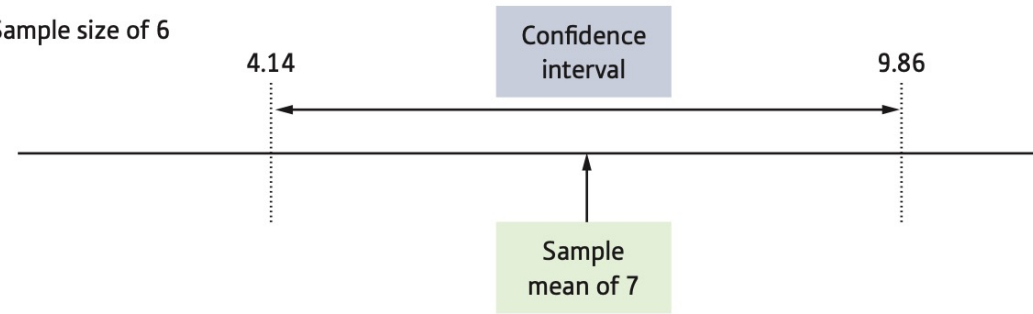 Sample size of 6
Confidence
interval
4.14
9.86
Sample
mean of 7